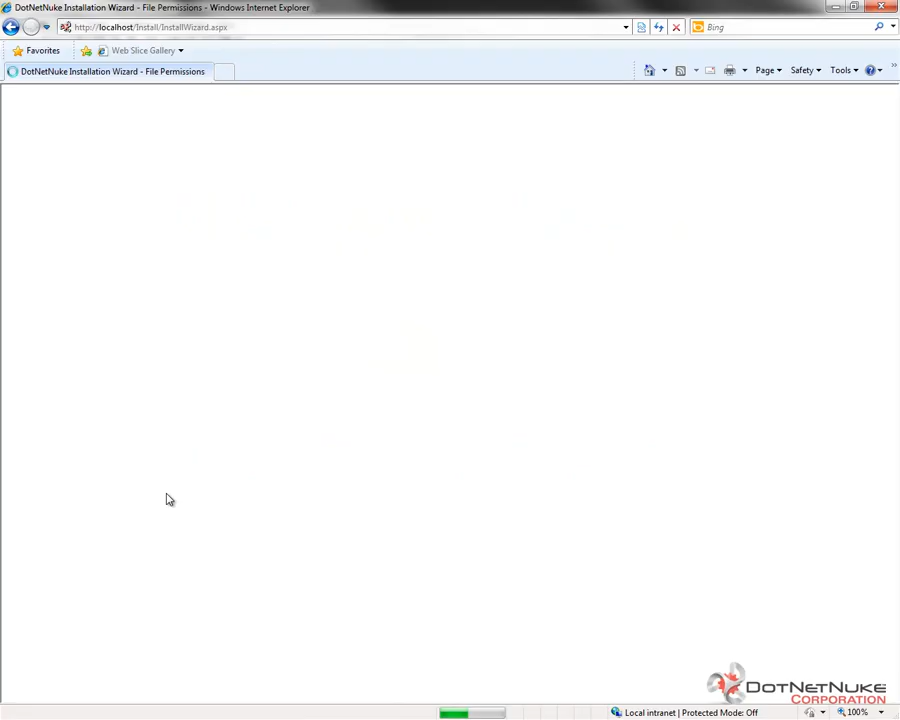 DotNetNuke Installation Wizard - File Permissions - Windows Internet Explorer
http://localhost/Install/InstallWizard.aspx
Bing
Favorites
Web Slice Gallery
DotNetNuke Installation Wizard - File Permissions
Page
Safety
Tools
DOTNETNUKE
CORPORATION
Local intranet | Protected Mode: Off
100%